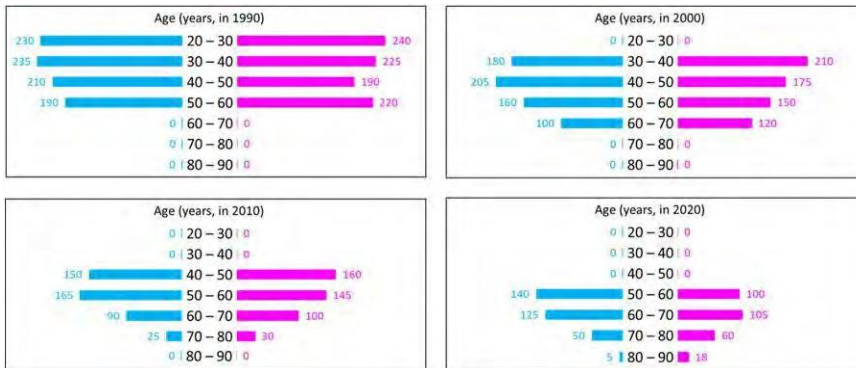 Age (years, in 1990)
230 20 – 30 240
235 30 – 40 225
210 40 – 50 190
190 50 – 60 220
0 60 – 70 0
0 70 – 80 0
0 80 – 90 0
Age (years, in 2000)
0 20 – 30 0
180 30 – 40 210
205 40 – 50 175
160 50 – 60 150
100 60 – 70 120
0 70 – 80 0
0 80 – 90 0
Age (years, in 2010)
0 20 – 30 0
0 30 – 40 0
150 40 – 50 160
165 50 – 60 145
90 60 – 70 100
25 70 – 80 30
0 80 – 90 0
Age (years, in 2020)
0 20 – 30 0
0 30 – 40 0
0 40 – 50 0
140 50 – 60 100
125 60 – 70 105
50 70 – 80 60
5 80 – 90 18